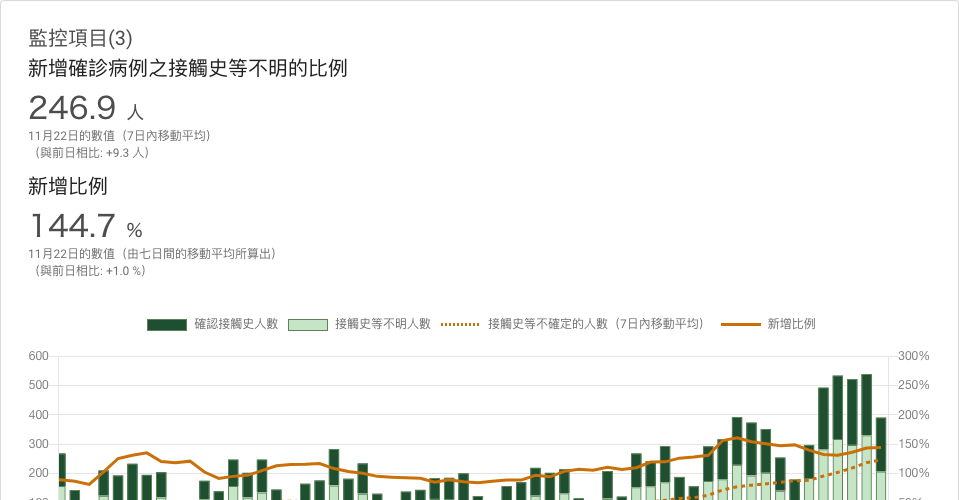 監控項目(3)
新增確診病例之接觸史等不明的比例
246.9 人
11月22日的數值（7日內移動平均）
（與前日相比: +9.3 人）
新增比例
144.7 %
11月22日的數值（由七日間的移動平均所算出）
（與前日相比: +1.0 %）
確認接觸史人數 接觸史等不明人數 接觸史等不確定的人數（7日內移動平均） 新增比例
600 300%
500 250%
400 200%
300 150%
200 100%
100 50%